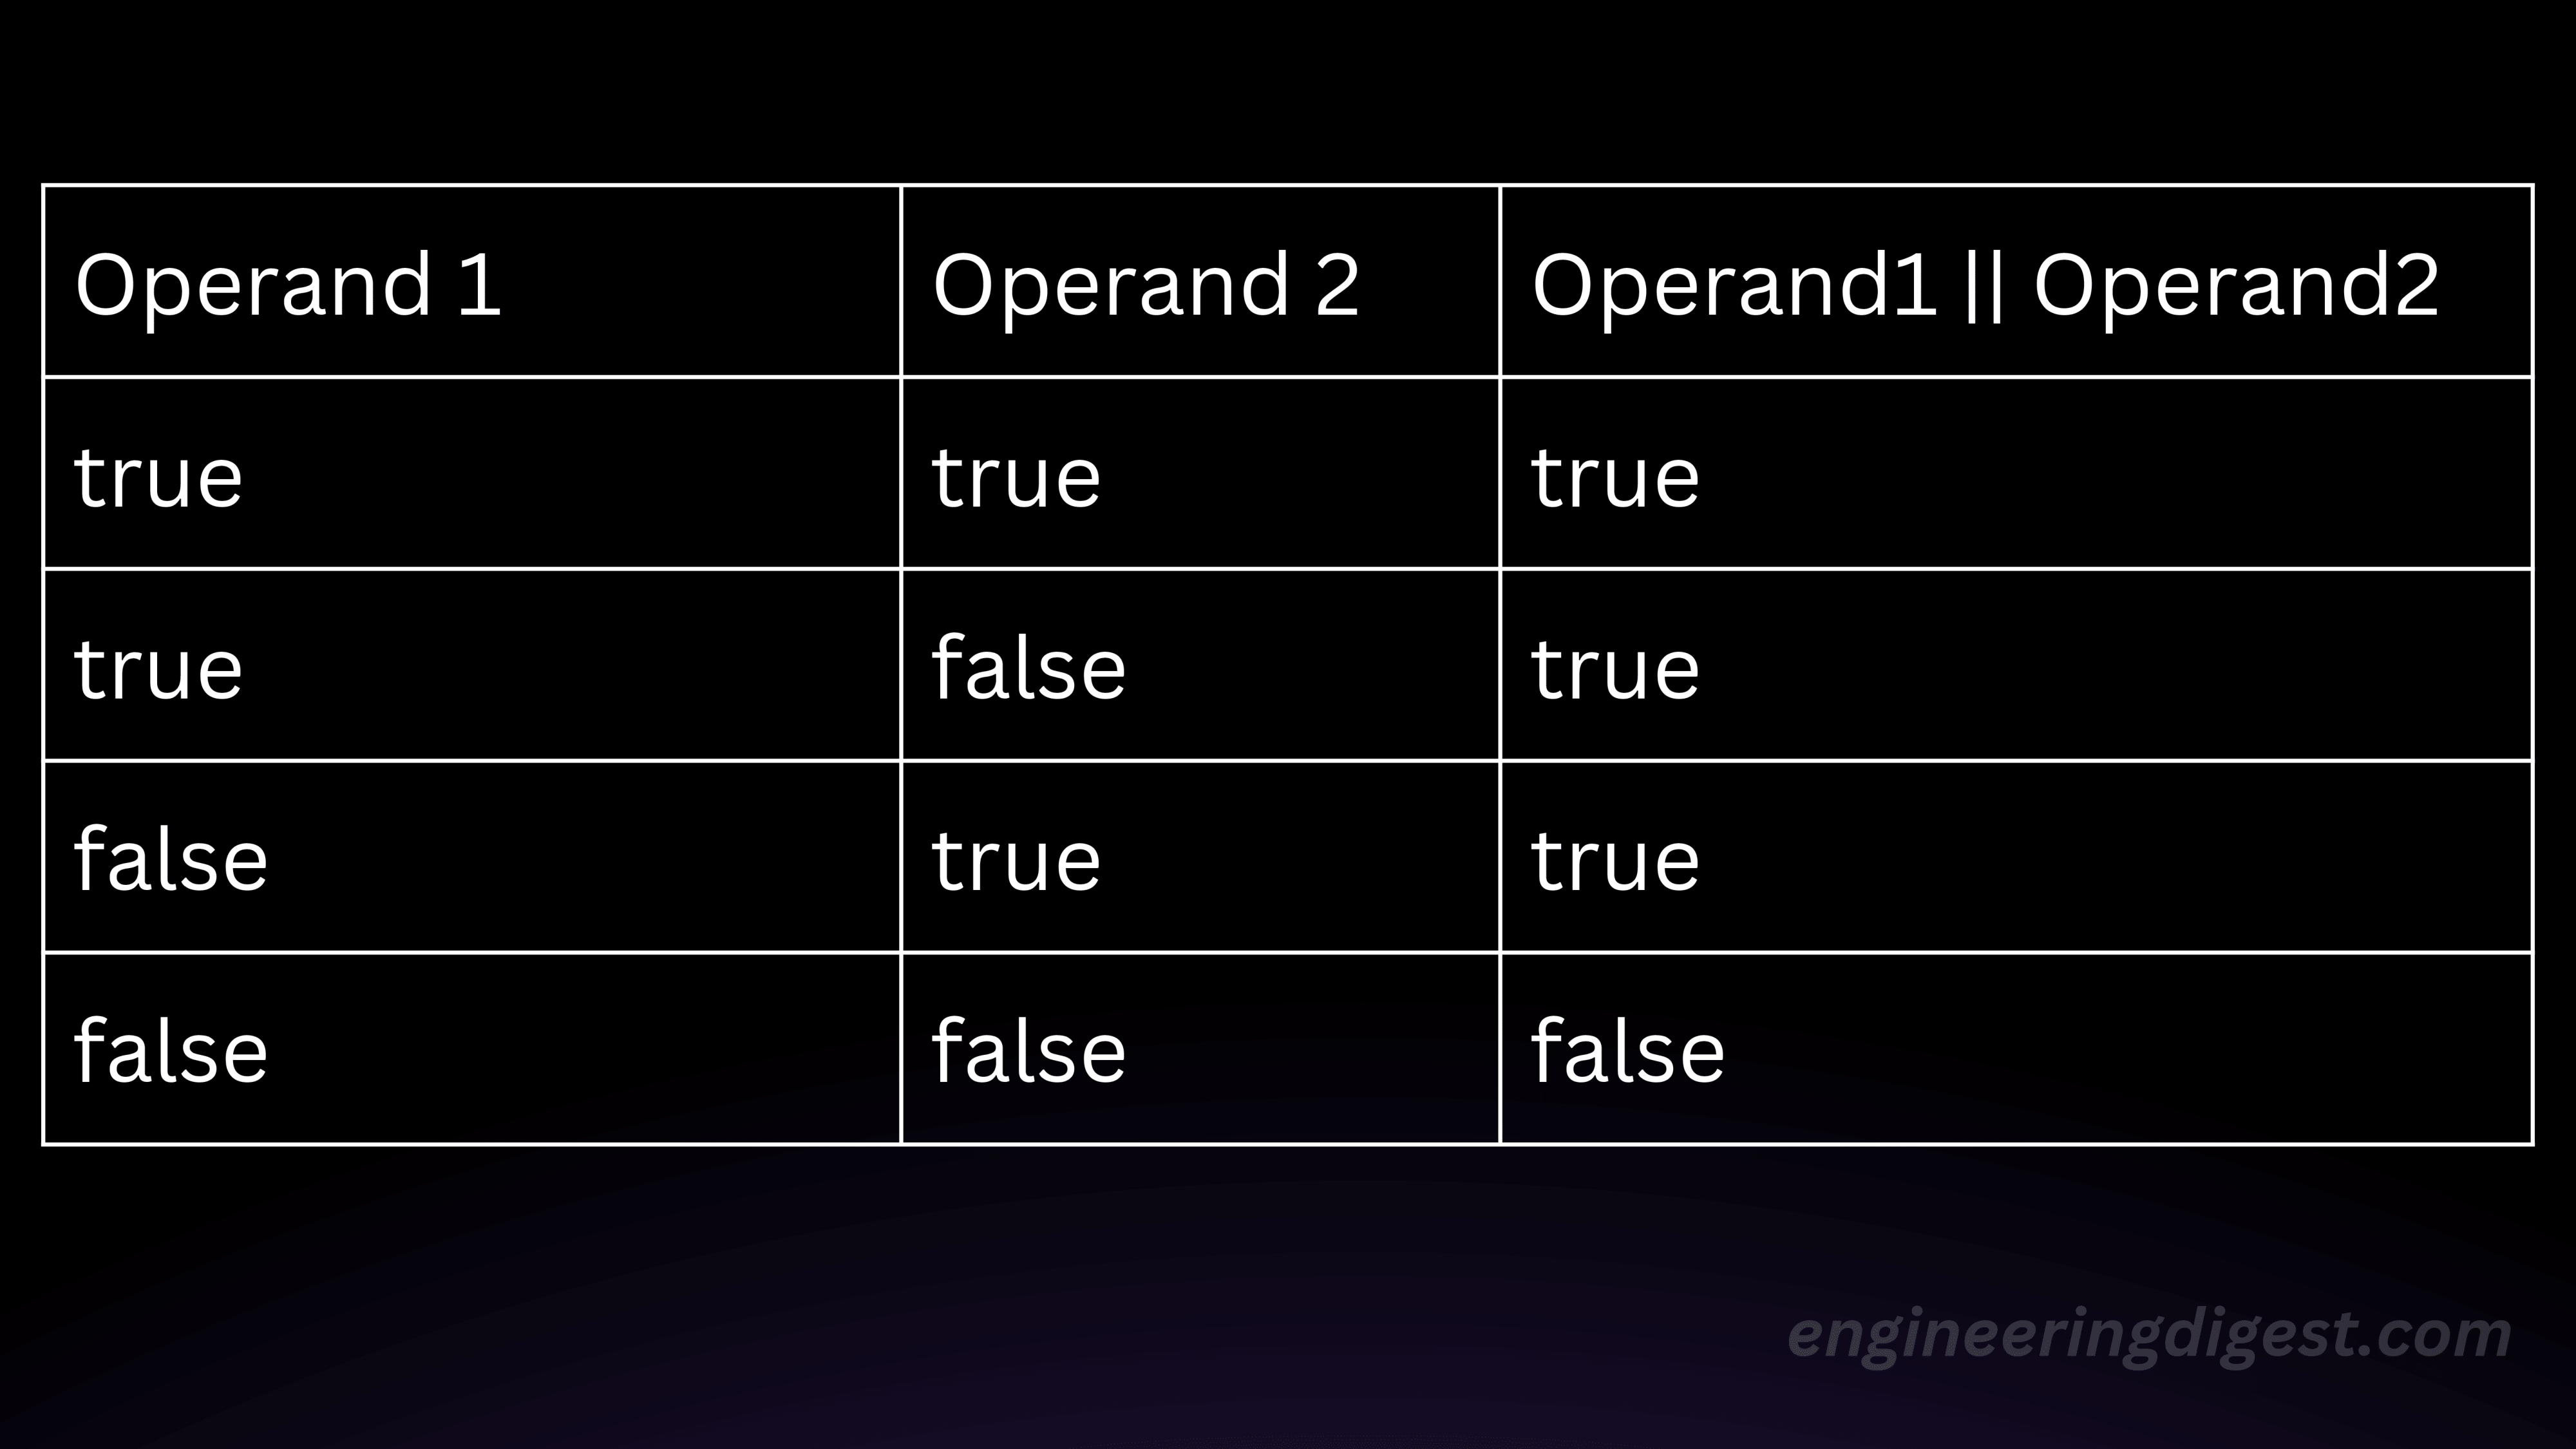 Operand 1 Operand 2 Operand1 || Operand2
true true true
true false true
false true true
false false false
engineeringdigest.com